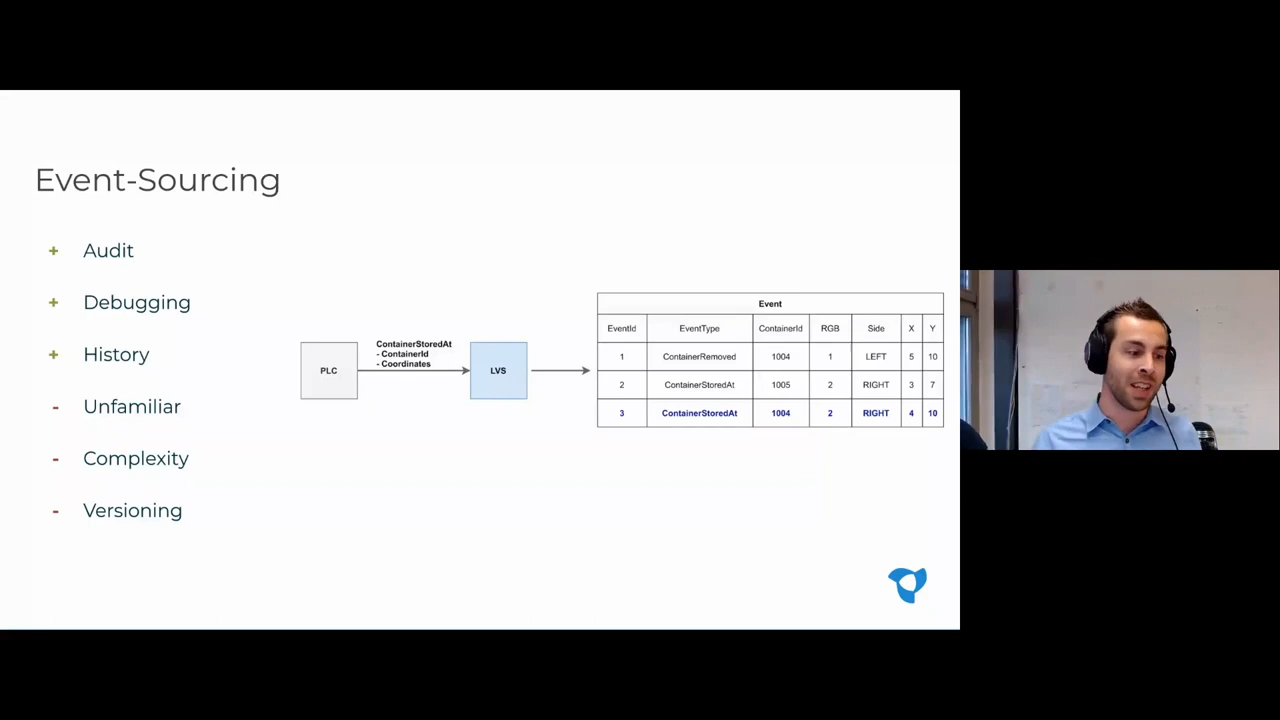 Event-Sourcing
+ Audit
+ Debugging
+ History
- Unfamiliar
- Complexity
- Versioning
PLC
ContainerStoredAt
- ContainerId
- Coordinates
LVS
Event
EventId EventType ContainerId RGB Side X Y
1 ContainerRemoved 1004 1 LEFT 5 10
2 ContainerStoredAt 1005 2 RIGHT 3 7
3 ContainerStoredAt 1004 2 RIGHT 4 10